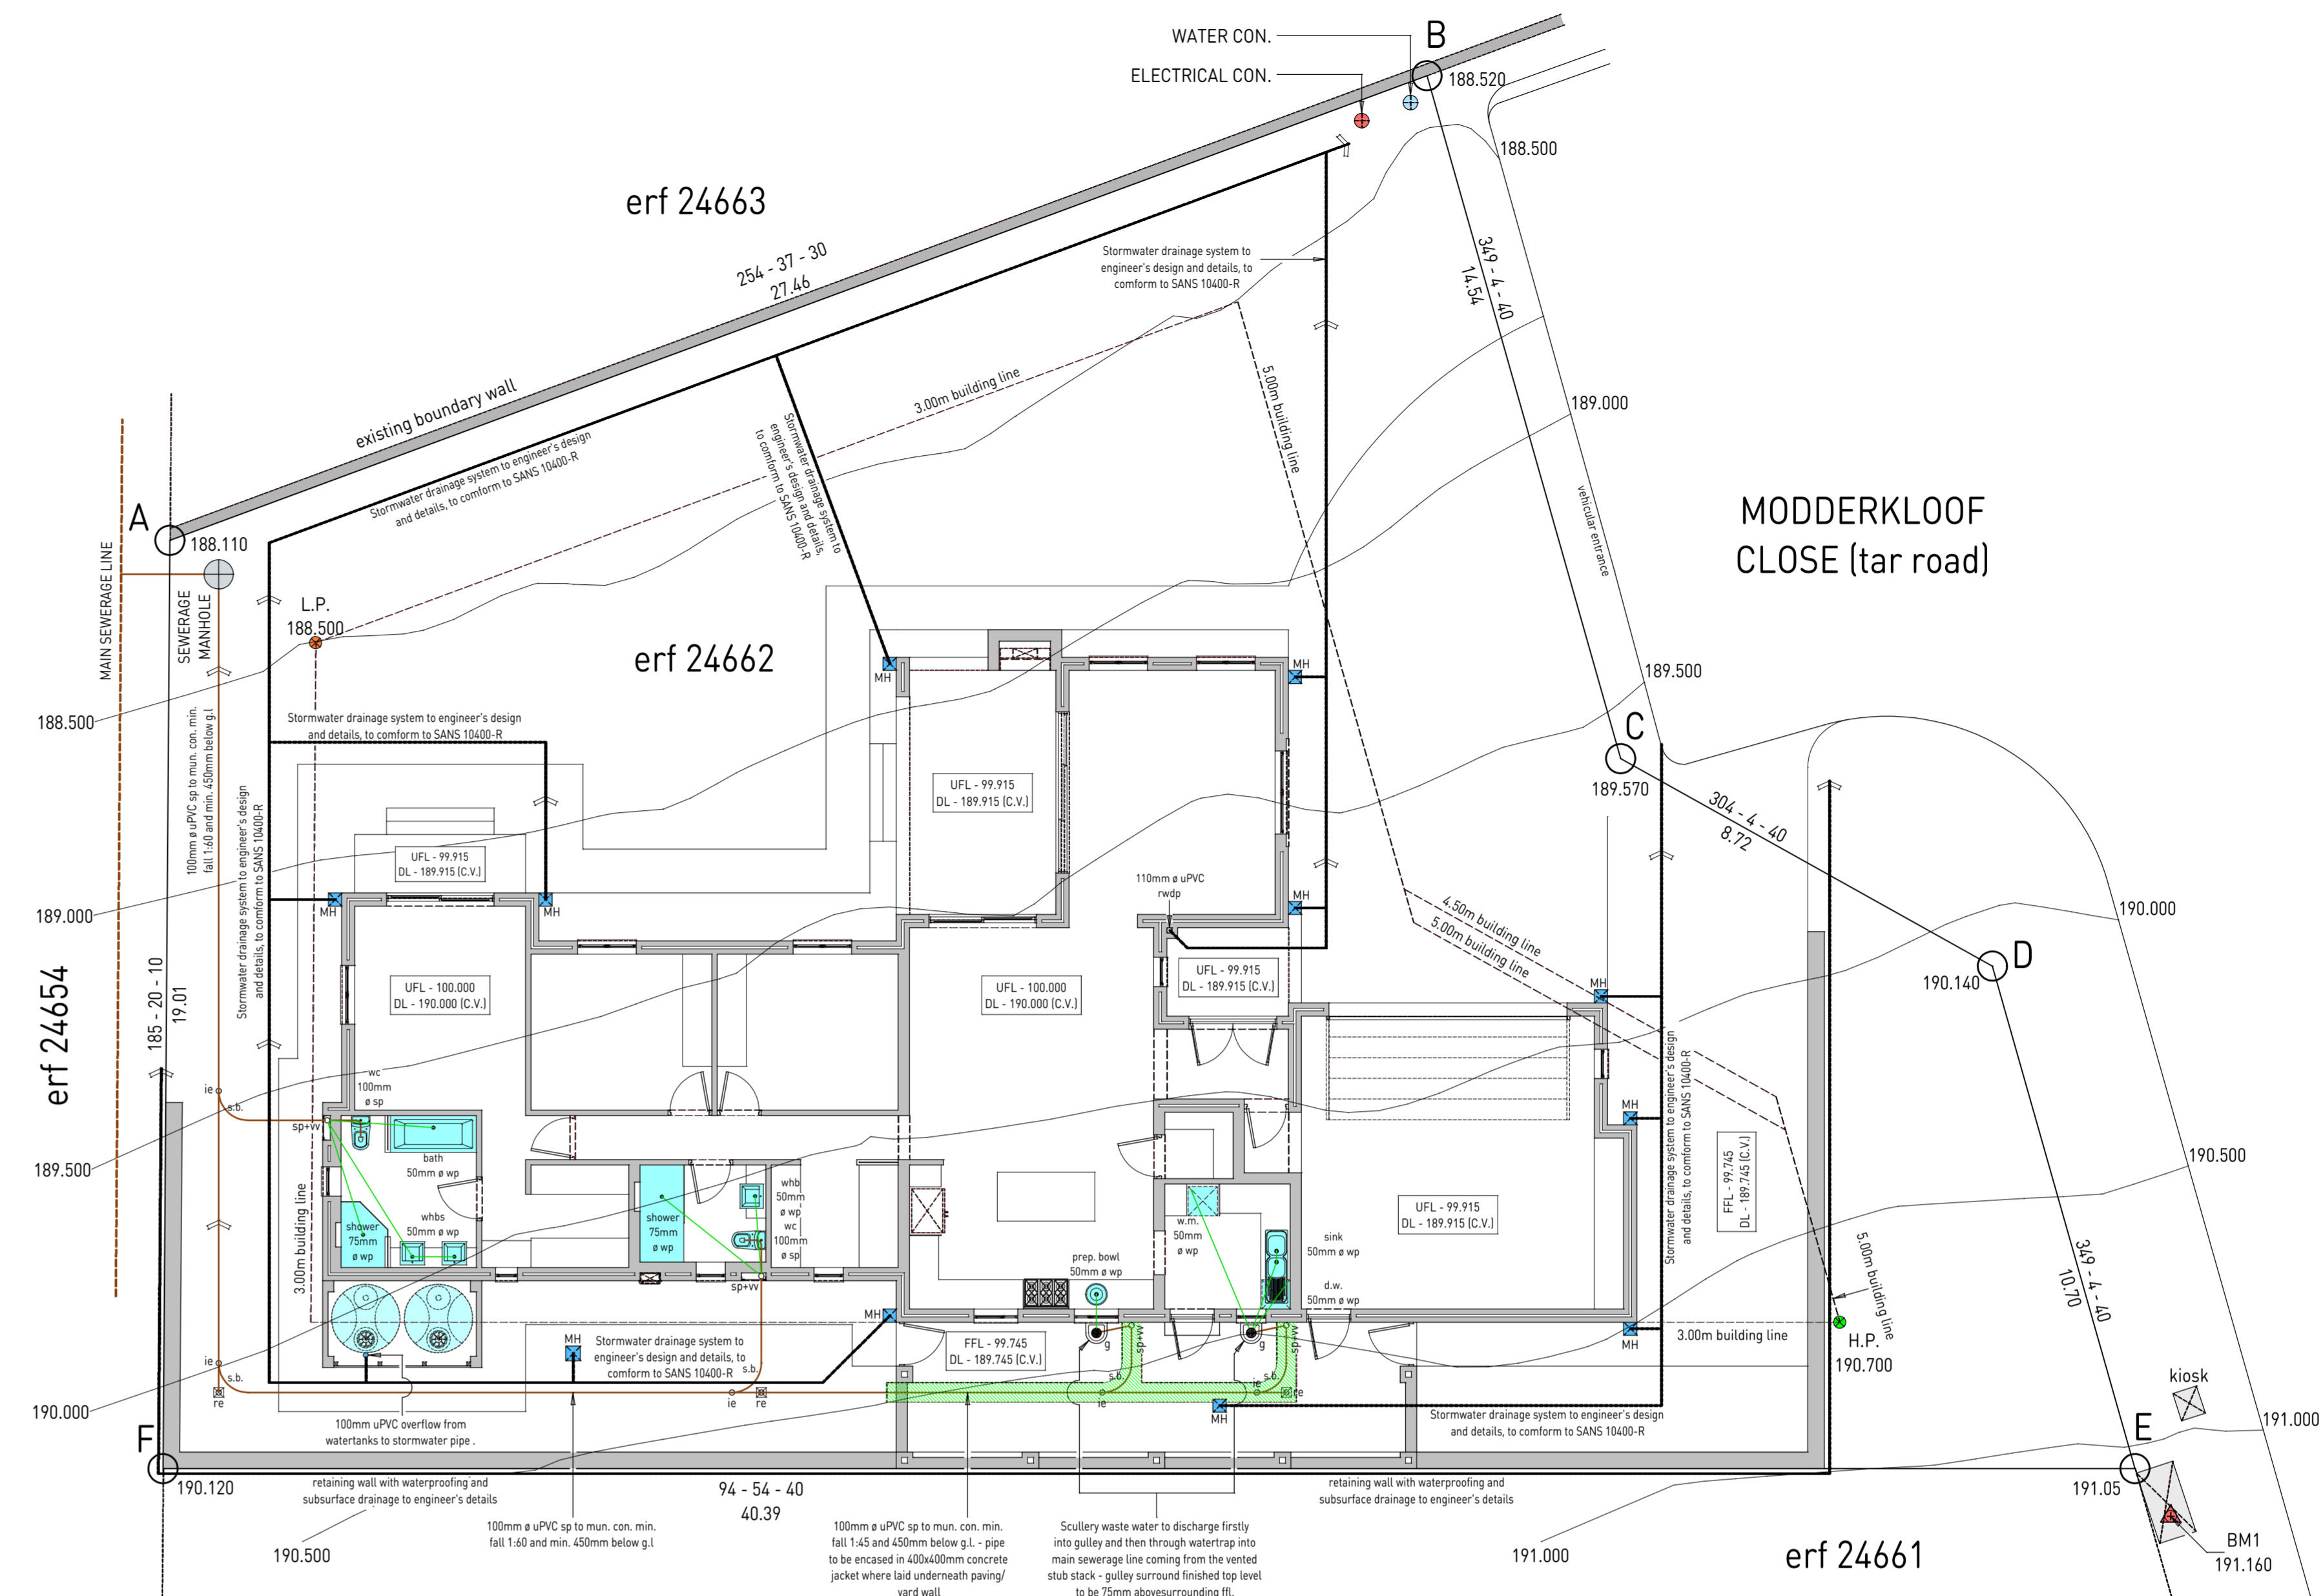 WATER CON.
B
ELECTRICAL CON.
188.520
188.500
erf 24663
254 - 37 - 30
27.46
Stormwater drainage system to
engineer's design and details, to
comform to SANS 10400-R
349 - 4 - 40
14.54
existing boundary wall
3.00m building line
5.00m building line
189.000
Stormwater drainage system to engineer's design
and details, to comform to SANS 10400-R
Stormwater drainage system to
engineer's design and details,
to comform to SANS 10400-R
vehicular entrance
MODDERKLOOF
CLOSE (tar road)
A
188.110
MAIN SEWERAGE LINE
SEWERAGE
MANHOLE
L.P.
188.500
erf 24662
MH
MH
189.500
188.500
100mm ø uPVC sp to mun. con. min.
fall 1:60 and min. 450mm below g.l
Stormwater drainage system to engineer's design
and details, to comform to SANS 10400-R
C
189.570
UFL - 99.915
DL - 189.915 (C.V.)
304 - 4 - 40
8.72
Stormwater drainage system to engineer's design
and details, to comform to SANS 10400-R
UFL - 99.915
DL - 189.915 (C.V.)
110mm ø uPVC
rwdp
MH
MH
MH
4.50m building line
5.00m building line
189.000
190.000
D
190.140
erf 24654
185 - 20 - 10
19.01
UFL - 100.000
DL - 190.000 (C.V.)
UFL - 100.000
DL - 190.000 (C.V.)
UFL - 99.915
DL - 189.915 (C.V.)
MH
wc
100mm
ø sp
ie
s.b.
sp+vv
MH
189.500
190.500
bath
50mm ø wp
whbs
50mm ø wp
shower
75mm
ø wp
shower
75mm
ø wp
whb
50mm
ø wp
wc
100mm
ø sp
w.m.
50mm
ø wp
sink
50mm ø wp
d.w.
50mm ø wp
prep. bowl
50mm ø wp
UFL - 99.915
DL - 189.915 (C.V.)
Stormwater drainage system to engineer's design
and details, to comform to SANS 10400-R
FFL - 99.745
DL - 189.745 (C.V.)
3.00m building line
sp+vv
349 - 4 - 40
10.70
5.00m building line
MH
MH
Stormwater drainage system to
engineer's design and details, to
comform to SANS 10400-R
FFL - 99.745
DL - 189.745 (C.V.)
g
sp+vv
g
sp+vv
MH
3.00m building line
H.P.
190.700
kiosk
ie
s.b.
re
s.b.
ie
re
s.b.
ie
s.b.
ie
re
MH
190.000
100mm uPVC overflow from
watertanks to stormwater pipe .
Stormwater drainage system to engineer's design
and details, to comform to SANS 10400-R
191.000
F
190.120
E
191.05
retaining wall with waterproofing and
subsurface drainage to engineer's details
94 - 54 - 40
40.39
retaining wall with waterproofing and
subsurface drainage to engineer's details
190.500
100mm ø uPVC sp to mun. con. min.
fall 1:60 and min. 450mm below g.l
100mm ø uPVC sp to mun. con. min.
fall 1:45 and 450mm below g.l. - pipe
to be encased in 400x400mm concrete
jacket where laid underneath paving/
yard wall
Scullery waste water to discharge firstly
into gulley and then through watertrap into
main sewerage line coming from the vented
stub stack - gulley surround finished top level
to be 75mm abovesurrounding ffl.
191.000
erf 24661
BM1
191.160